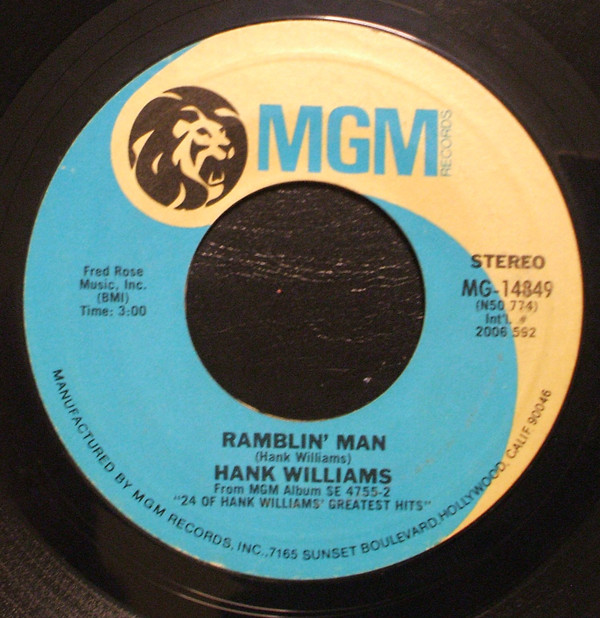 MGM
RECORDS
Fred Rose
Music, Inc.
(BMI)
Time: 3:00
STEREO
MG-14849
(N50 774)
Int'l. #
2006 592
RAMBLIN' MAN
(Hank Williams)
HANK WILLIAMS
From MGM Album SE 4755-2
"24 OF HANK WILLIAMS' GREATEST HITS"
MANUFACTURED BY MGM RECORDS, INC., 7165 SUNSET BOULEVARD, HOLLYWOOD, CALIF. 90046